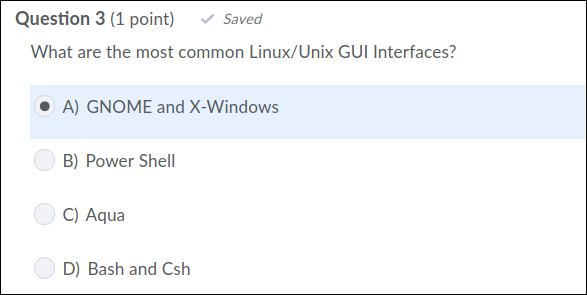 Question 3 (1 point) Saved
What are the most common Linux/Unix GUI Interfaces?
A) GNOME and X-Windows
B) Power Shell
C) Aqua
D) Bash and Csh